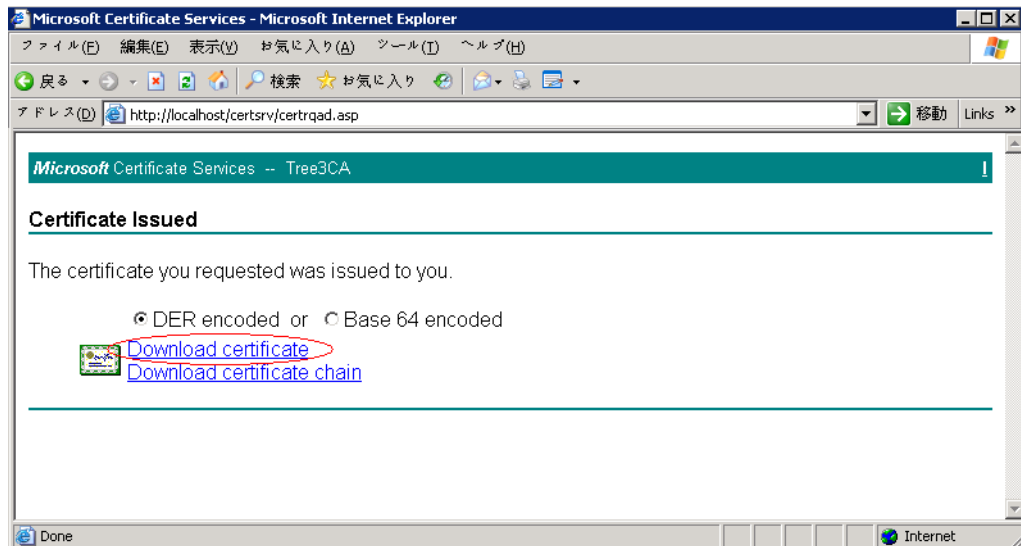 Microsoft Certificate Services - Microsoft Internet Explorer
ファイル(F) 編集(E) 表示(V) お気に入り(A) ツール(T) ヘルプ(H)
戻る 検索 お気に入り
アドレス(D) http://localhost/certsrv/certrqad.asp 移動 Links »
Microsoft Certificate Services -- Tree3CA
Certificate Issued
The certificate you requested was issued to you.
DER encoded or Base 64 encoded
Download certificate
Download certificate chain
Done Internet